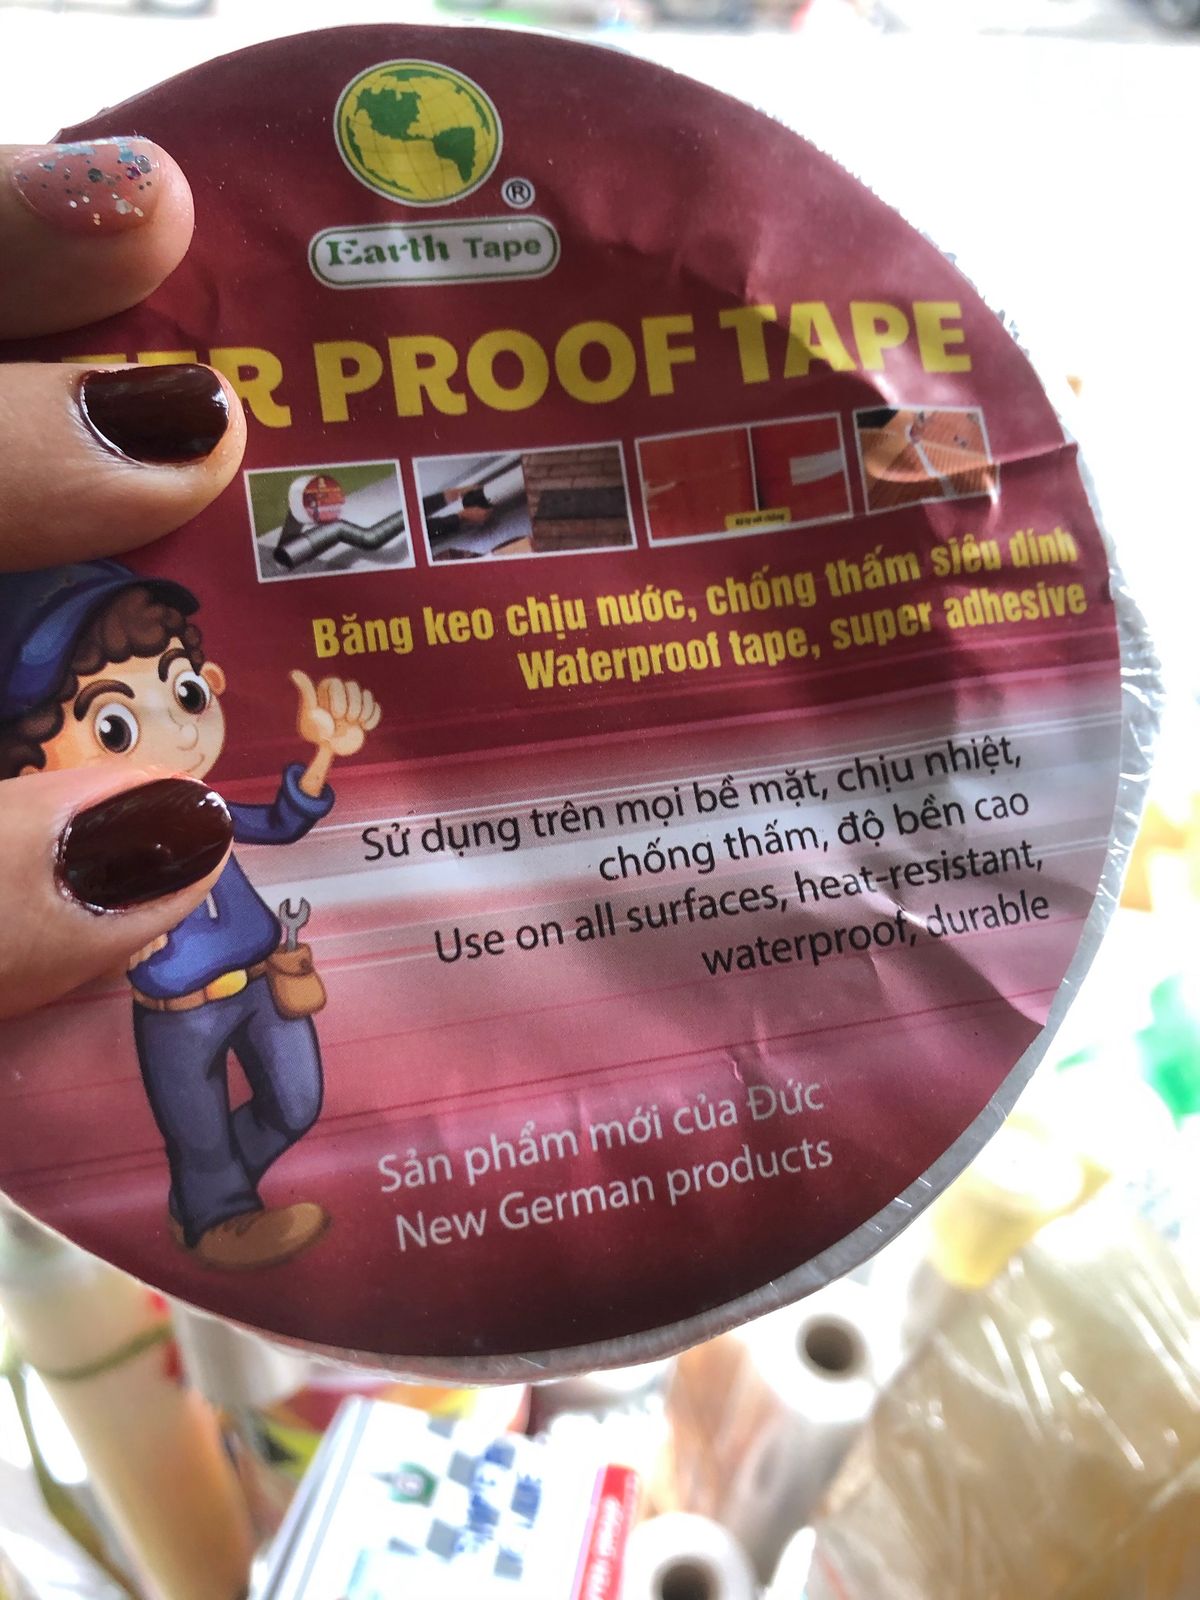 ®
Earth Tape
PROOF TAPE
Băng keo chịu nước, chống thấm siêu dính
Waterproof tape, super adhesive
Sử dụng trên mọi bề mặt, chịu nhiệt,
chống thấm, độ bền cao
Use on all surfaces, heat-resistant,
waterproof, durable
Sản phẩm mới của Đức
New German products